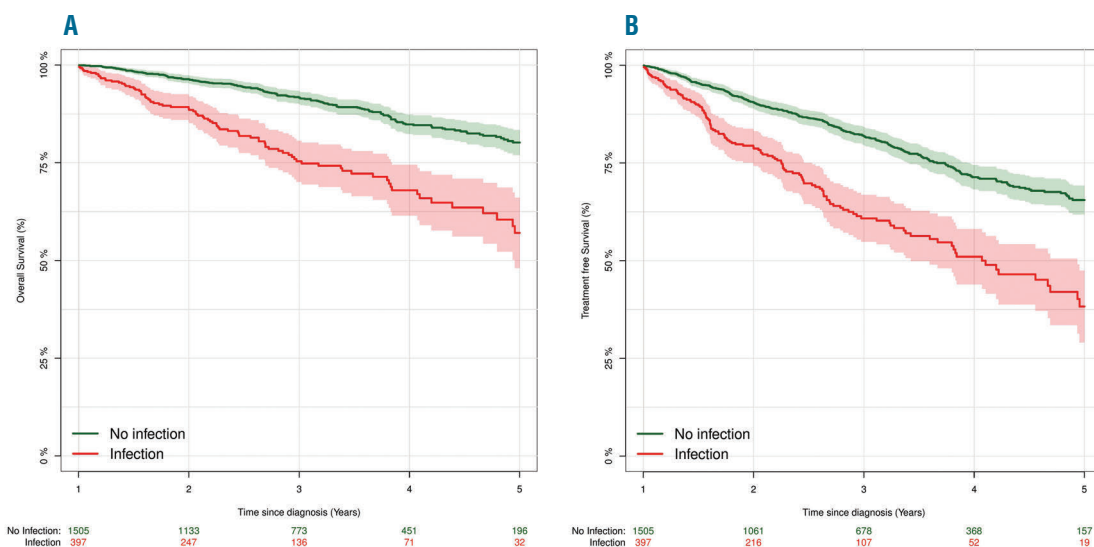 A
Overall Survival (%)
100 %
75 %
50 %
25 %
0 %
No infection
Infection
1 2 3 4 5
Time since diagnosis (Years)
No Infection: 1505 1133 773 451 196
Infection 397 247 136 71 32
B
Treatment free Survival (%)
100 %
75 %
50 %
25 %
0 %
No infection
Infection
1 2 3 4 5
Time since diagnosis (Years)
No Infection: 1505 1061 678 368 157
Infection 397 216 107 52 19